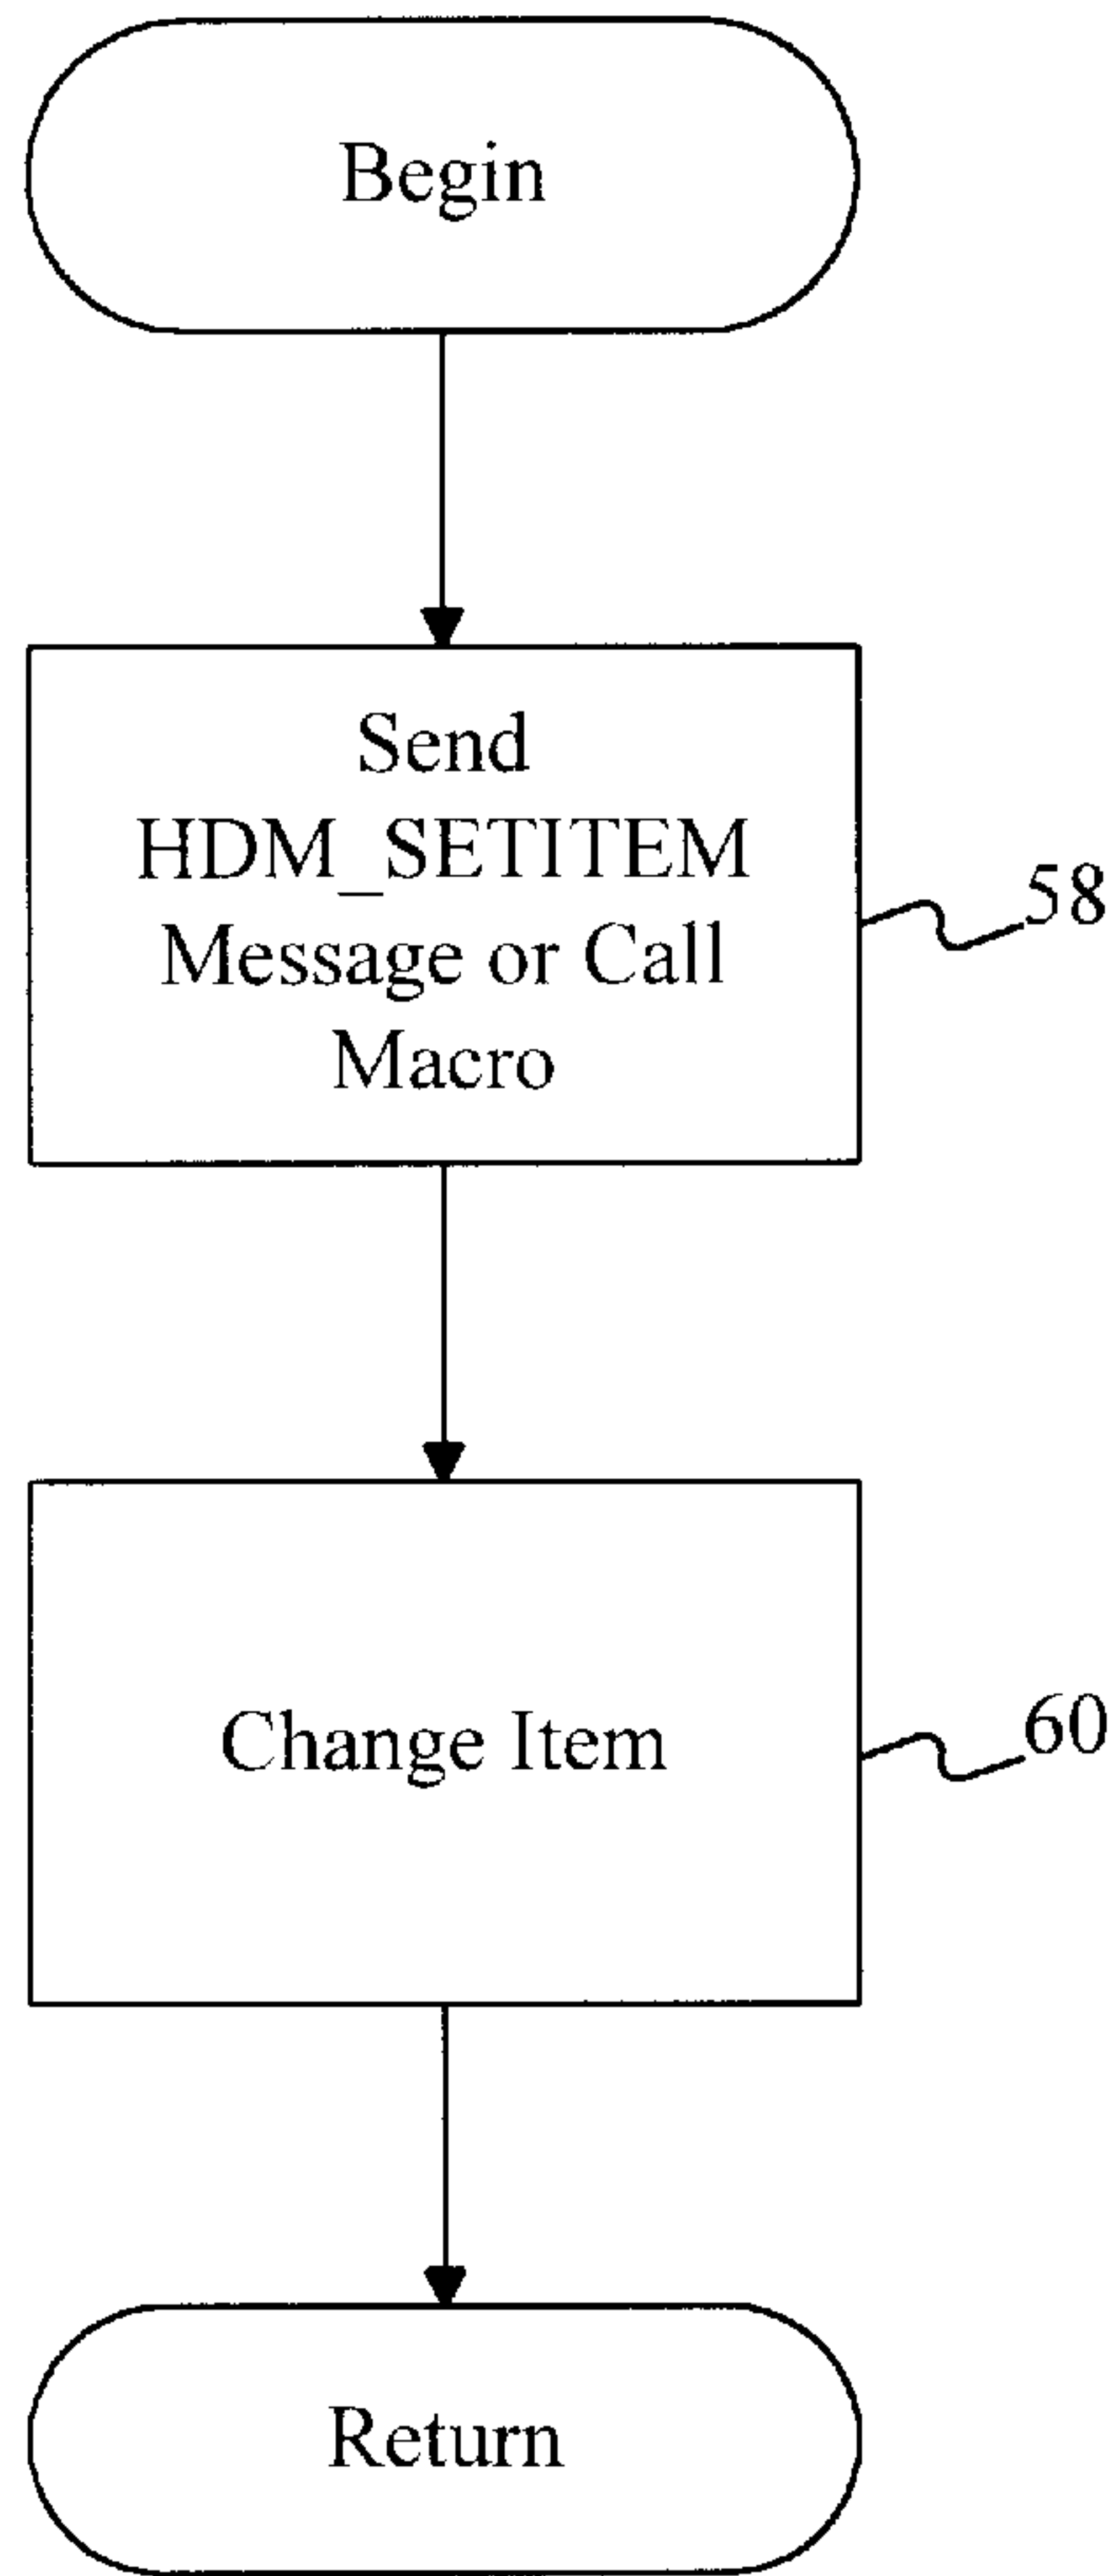 Begin
Send
HDM_SETITEM
Message or Call
Macro
58
Change Item
60
Return